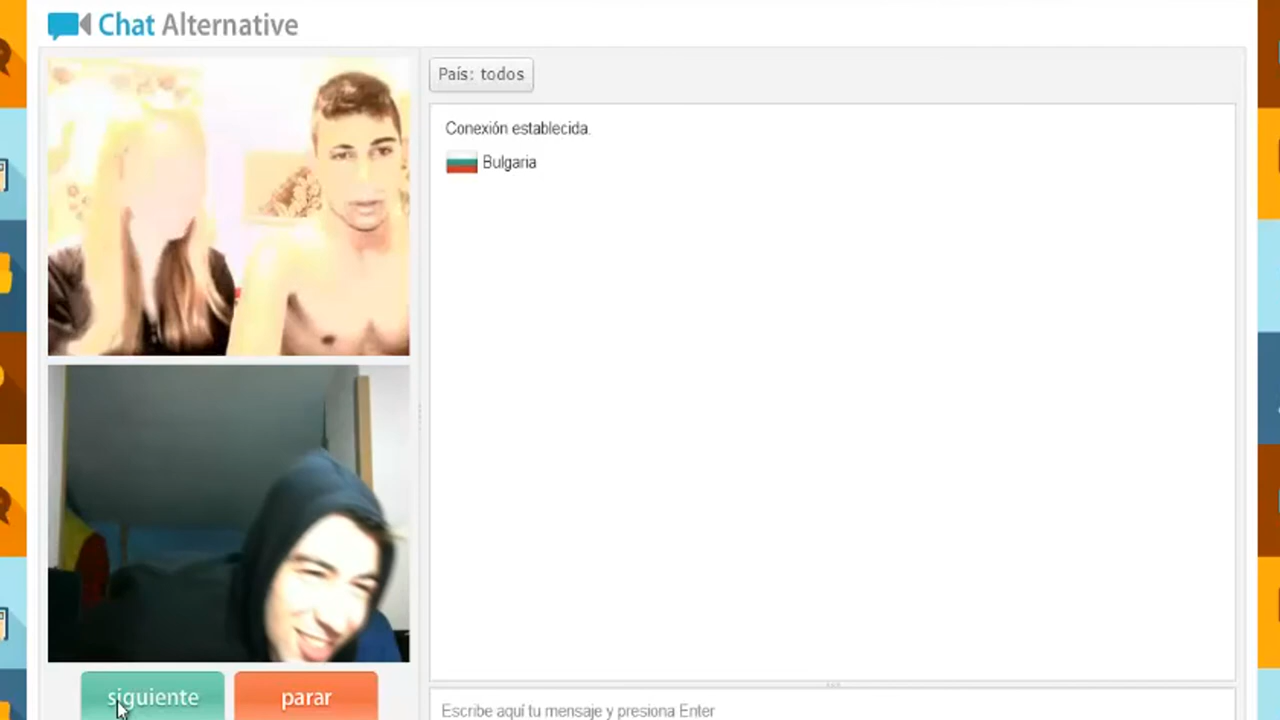 Chat Alternative
País: todos
Conexión establecida.
Bulgaria
siguiente
parar
Escribe aquí tu mensaje y presiona Enter